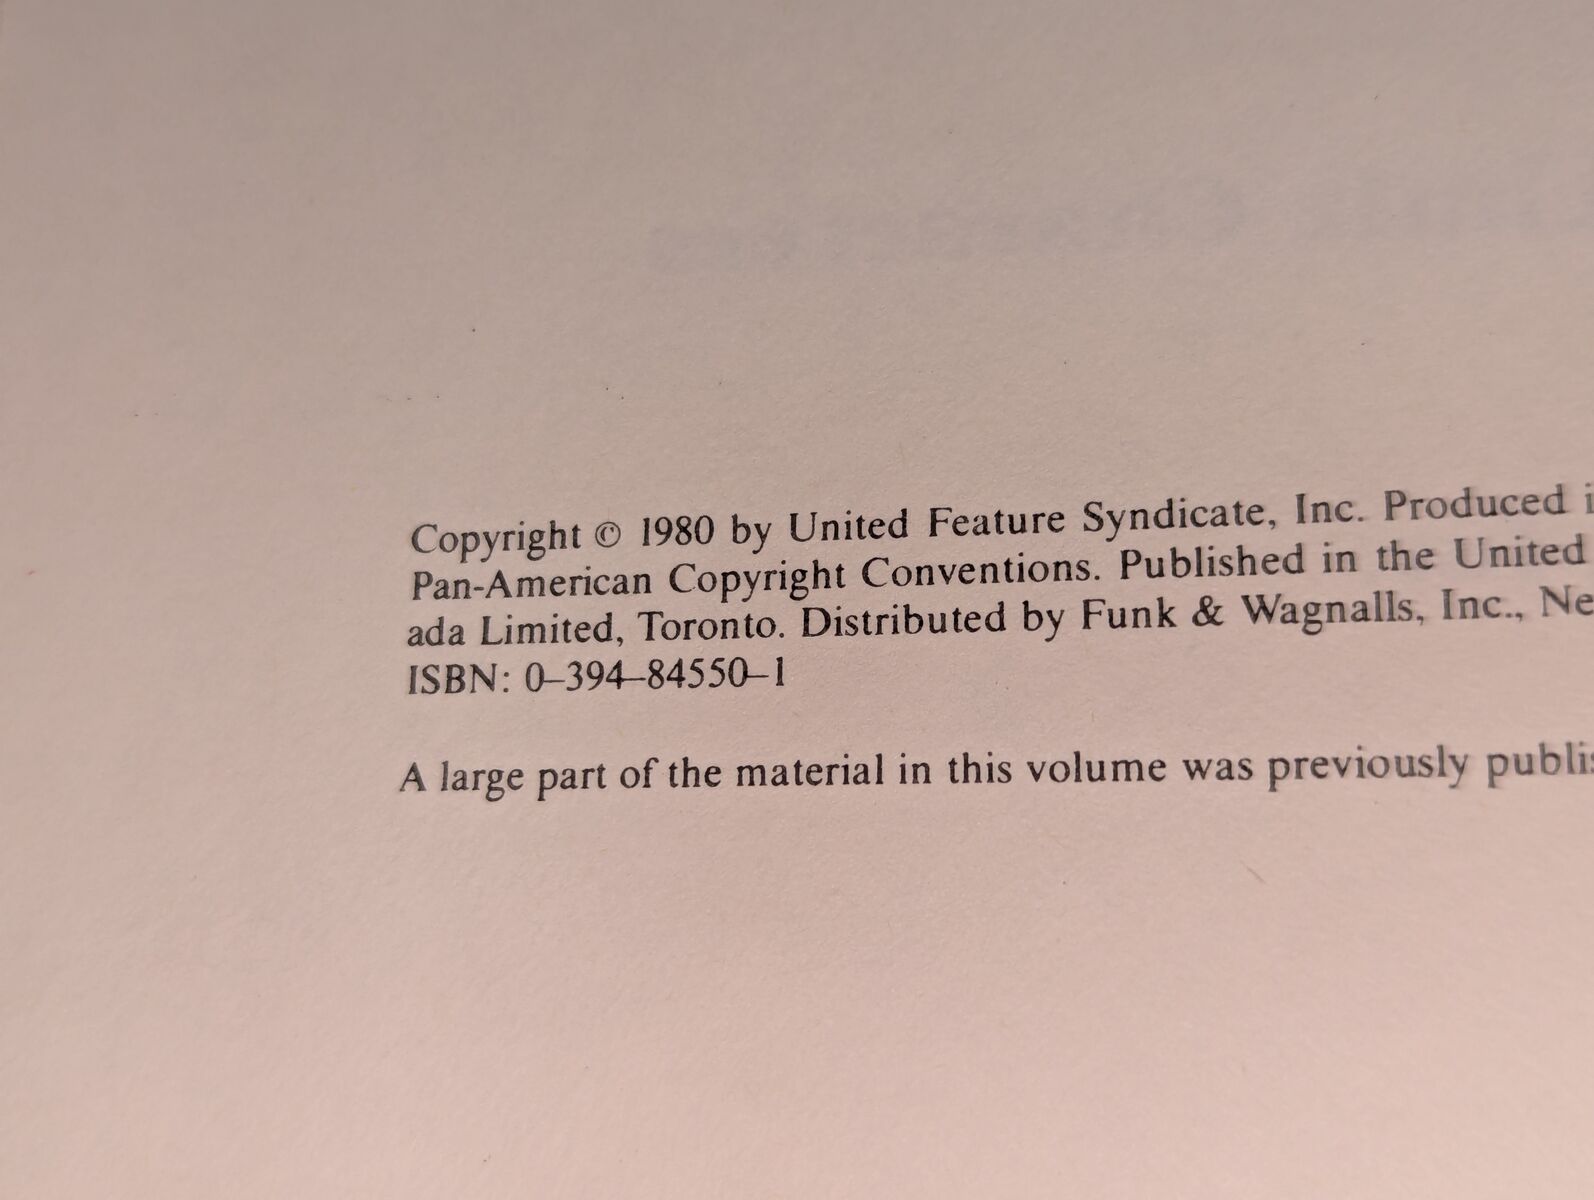 Copyright © 1980 by United Feature Syndicate, Inc. Produced
Pan-American Copyright Conventions. Published in the United
ada Limited, Toronto. Distributed by Funk & Wagnalls, Inc.,
ISBN: 0–394–84550–1
A large part of the material in this volume was previously